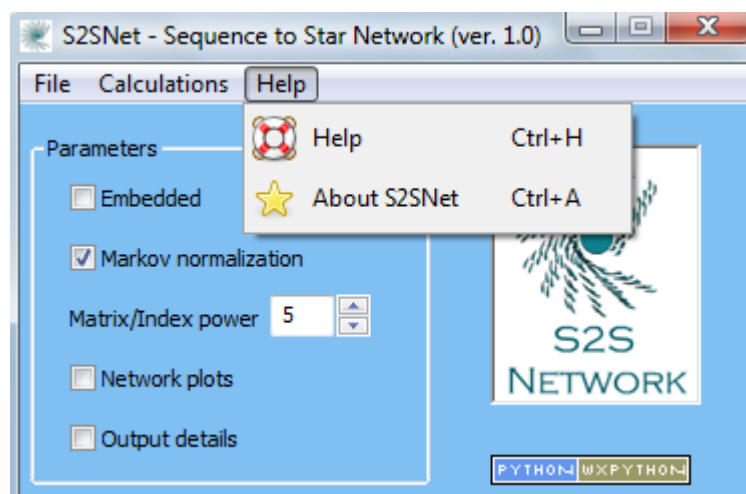 S2SNet - Sequence to Star Network (ver. 1.0)
File Calculations Help
Help Ctrl+H
About S2SNet Ctrl+A
Parameters
Embedded
Markov normalization
Matrix/Index power 5
Network plots
Output details
S2S
NETWORK
PYTHON WXPYTHON